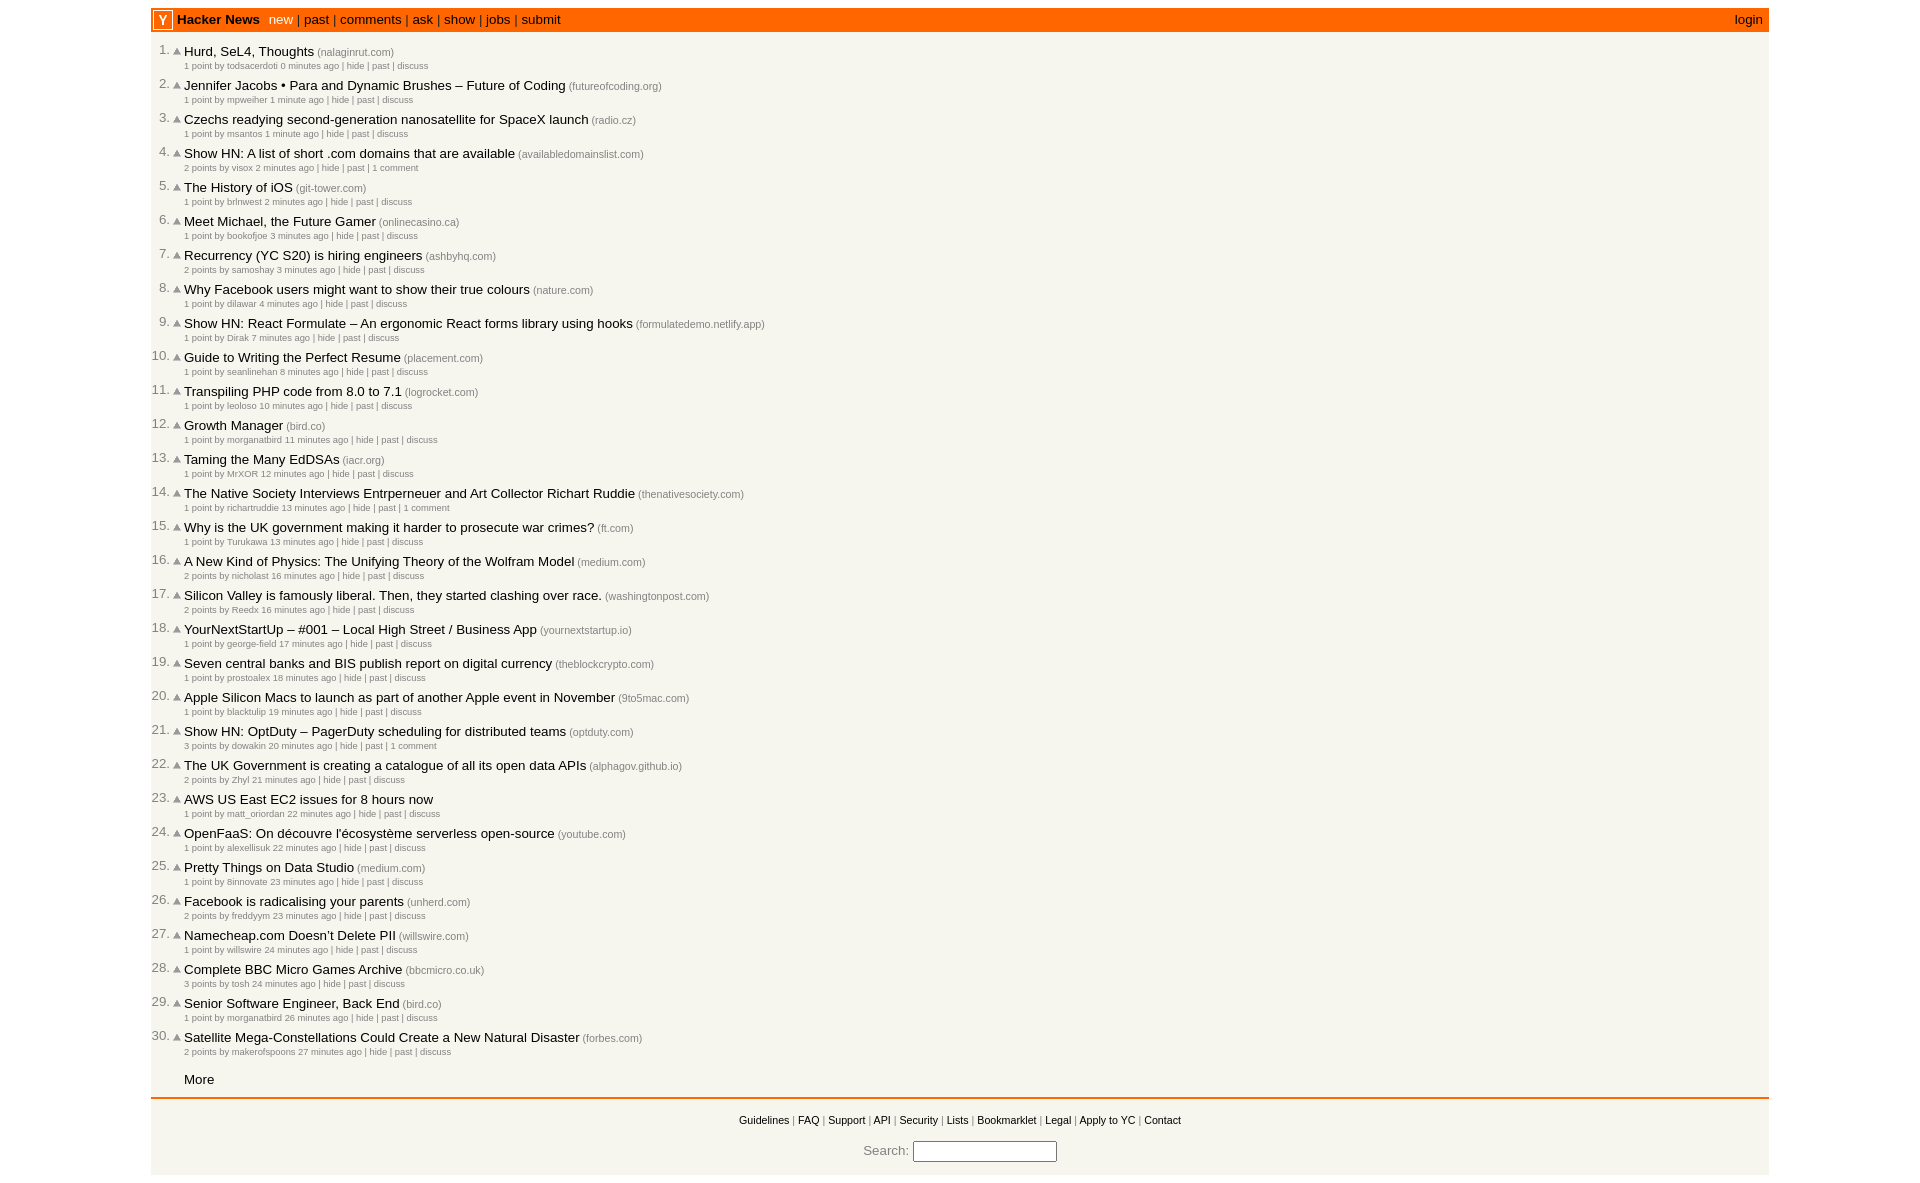 Y Hacker News new | past | comments | ask | show | jobs | submit login
1. Hurd, SeL4, Thoughts (nalaginrut.com)
1 point by todsacerdoti 0 minutes ago | hide | past | discuss
2. Jennifer Jacobs • Para and Dynamic Brushes – Future of Coding (futureofcoding.org)
1 point by mpweiher 1 minute ago | hide | past | discuss
3. Czechs readying second-generation nanosatellite for SpaceX launch (radio.cz)
1 point by msantos 1 minute ago | hide | past | discuss
4. Show HN: A list of short .com domains that are available (availabledomainslist.com)
2 points by visox 2 minutes ago | hide | past | 1 comment
5. The History of iOS (git-tower.com)
1 point by brlnwest 2 minutes ago | hide | past | discuss
6. Meet Michael, the Future Gamer (onlinecasino.ca)
1 point by bookofjoe 3 minutes ago | hide | past | discuss
7. Recurrency (YC S20) is hiring engineers (ashbyhq.com)
2 points by samoshay 3 minutes ago | hide | past | discuss
8. Why Facebook users might want to show their true colours (nature.com)
1 point by dilawar 4 minutes ago | hide | past | discuss
9. Show HN: React Formulate – An ergonomic React forms library using hooks (formulatedemo.netlify.app)
1 point by Dirak 7 minutes ago | hide | past | discuss
10. Guide to Writing the Perfect Resume (placement.com)
1 point by seanlinehan 8 minutes ago | hide | past | discuss
11. Transpiling PHP code from 8.0 to 7.1 (logrocket.com)
1 point by leoloso 10 minutes ago | hide | past | discuss
12. Growth Manager (bird.co)
1 point by morganatbird 11 minutes ago | hide | past | discuss
13. Taming the Many EdDSAs (iacr.org)
1 point by MrXOR 12 minutes ago | hide | past | discuss
14. The Native Society Interviews Entrperneuer and Art Collector Richart Ruddie (thenativesociety.com)
1 point by richartruddie 13 minutes ago | hide | past | 1 comment
15. Why is the UK government making it harder to prosecute war crimes? (ft.com)
1 point by Turukawa 13 minutes ago | hide | past | discuss
16. A New Kind of Physics: The Unifying Theory of the Wolfram Model (medium.com)
2 points by nicholast 16 minutes ago | hide | past | discuss
17. Silicon Valley is famously liberal. Then, they started clashing over race. (washingtonpost.com)
2 points by Reedx 16 minutes ago | hide | past | discuss
18. YourNextStartUp – #001 – Local High Street / Business App (yournextstartup.io)
1 point by george-field 17 minutes ago | hide | past | discuss
19. Seven central banks and BIS publish report on digital currency (theblockcrypto.com)
1 point by prostoalex 18 minutes ago | hide | past | discuss
20. Apple Silicon Macs to launch as part of another Apple event in November (9to5mac.com)
1 point by blacktulip 19 minutes ago | hide | past | discuss
21. Show HN: OptDuty – PagerDuty scheduling for distributed teams (optduty.com)
3 points by dowakin 20 minutes ago | hide | past | 1 comment
22. The UK Government is creating a catalogue of all its open data APIs (alphagov.github.io)
2 points by Zhyl 21 minutes ago | hide | past | discuss
23. AWS US East EC2 issues for 8 hours now
1 point by matt_oriordan 22 minutes ago | hide | past | discuss
24. OpenFaaS: On découvre l'écosystème serverless open-source (youtube.com)
1 point by alexellisuk 22 minutes ago | hide | past | discuss
25. Pretty Things on Data Studio (medium.com)
1 point by 8innovate 23 minutes ago | hide | past | discuss
26. Facebook is radicalising your parents (unherd.com)
2 points by freddyym 23 minutes ago | hide | past | discuss
27. Namecheap.com Doesn’t Delete PII (willswire.com)
1 point by willswire 24 minutes ago | hide | past | discuss
28. Complete BBC Micro Games Archive (bbcmicro.co.uk)
3 points by tosh 24 minutes ago | hide | past | discuss
29. Senior Software Engineer, Back End (bird.co)
1 point by morganatbird 26 minutes ago | hide | past | discuss
30. Satellite Mega-Constellations Could Create a New Natural Disaster (forbes.com)
2 points by makerofspoons 27 minutes ago | hide | past | discuss
More
Guidelines | FAQ | Support | API | Security | Lists | Bookmarklet | Legal | Apply to YC | Contact
Search: